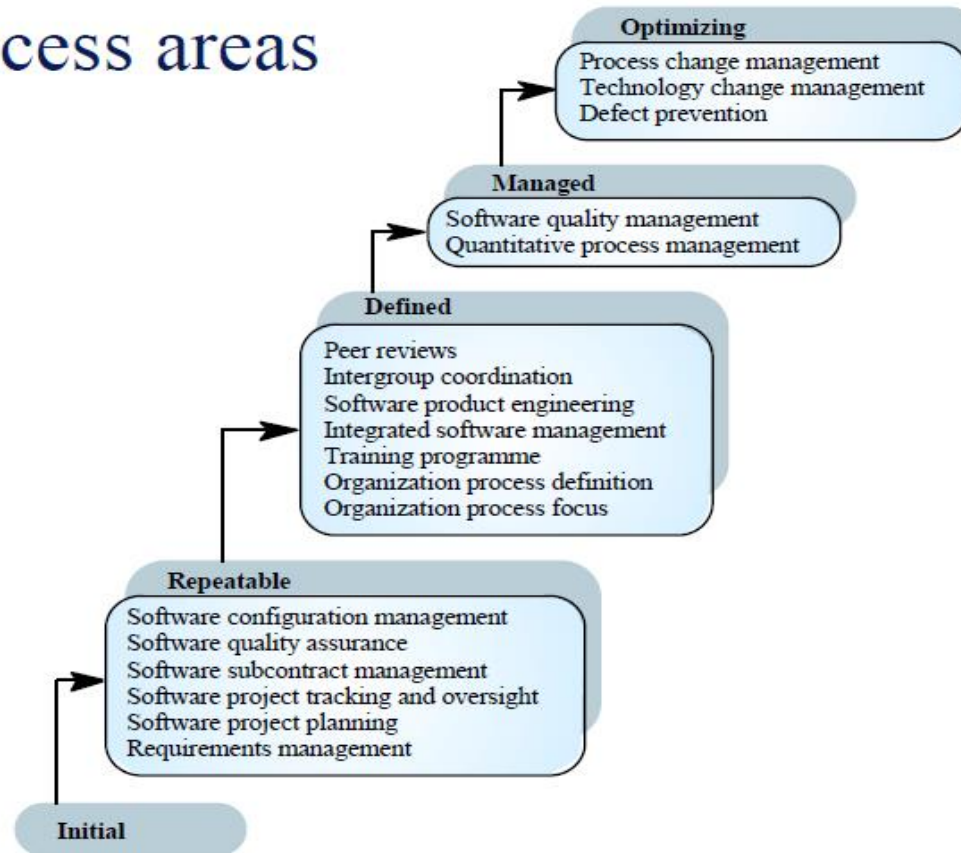 cess areas
Optimizing
Process change management
Technology change management
Defect prevention
Managed
Software quality management
Quantitative process management
Defined
Peer reviews
Intergroup coordination
Software product engineering
Integrated software management
Training programme
Organization process definition
Organization process focus
Repeatable
Software configuration management
Software quality assurance
Software subcontract management
Software project tracking and oversight
Software project planning
Requirements management
Initial